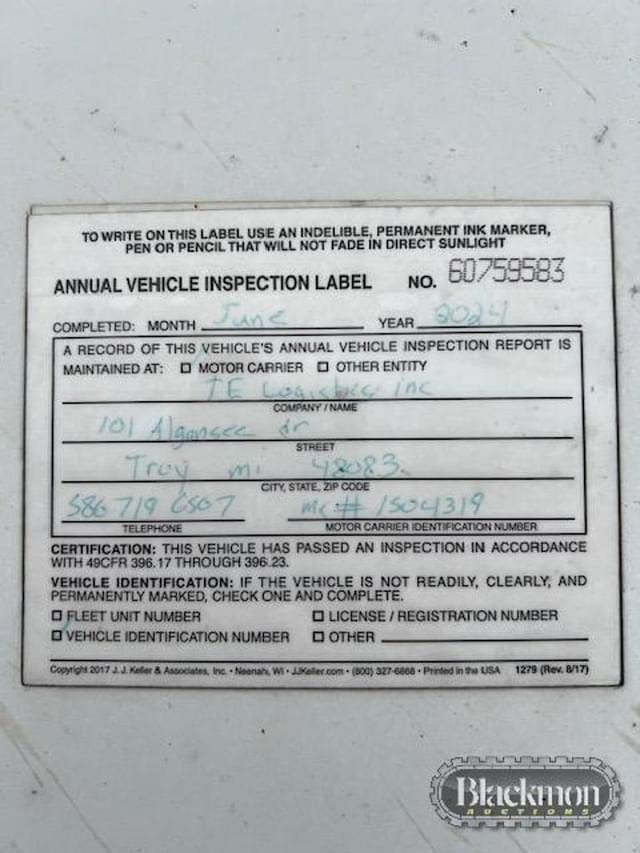 TO WRITE ON THIS LABEL USE AN INDELIBLE, PERMANENT INK MARKER,
PEN OR PENCIL THAT WILL NOT FADE IN DIRECT SUNLIGHT
ANNUAL VEHICLE INSPECTION LABEL NO. 60759583
COMPLETED: MONTH June YEAR 2024
A RECORD OF THIS VEHICLE'S ANNUAL VEHICLE INSPECTION REPORT IS
MAINTAINED AT: ☐ MOTOR CARRIER ☐ OTHER ENTITY
TE Logistics inc
COMPANY / NAME
101 Algonsee dr
STREET
Troy mi 48083
CITY, STATE, ZIP CODE
586 719 6507 mc# 1504319
TELEPHONE MOTOR CARRIER IDENTIFICATION NUMBER
CERTIFICATION: THIS VEHICLE HAS PASSED AN INSPECTION IN ACCORDANCE
WITH 49CFR 396.17 THROUGH 396.23.
VEHICLE IDENTIFICATION: IF THE VEHICLE IS NOT READILY, CLEARLY, AND
PERMANENTLY MARKED, CHECK ONE AND COMPLETE.
☐ FLEET UNIT NUMBER ☐ LICENSE / REGISTRATION NUMBER
☐ VEHICLE IDENTIFICATION NUMBER ☐ OTHER
Copyright 2017 J. J. Keller & Associates, Inc. • Neenah, WI • JJKeller.com • (800) 327-6868 • Printed in the USA 1279 (Rev. 8/17)
Blackmon
AUCTIONS